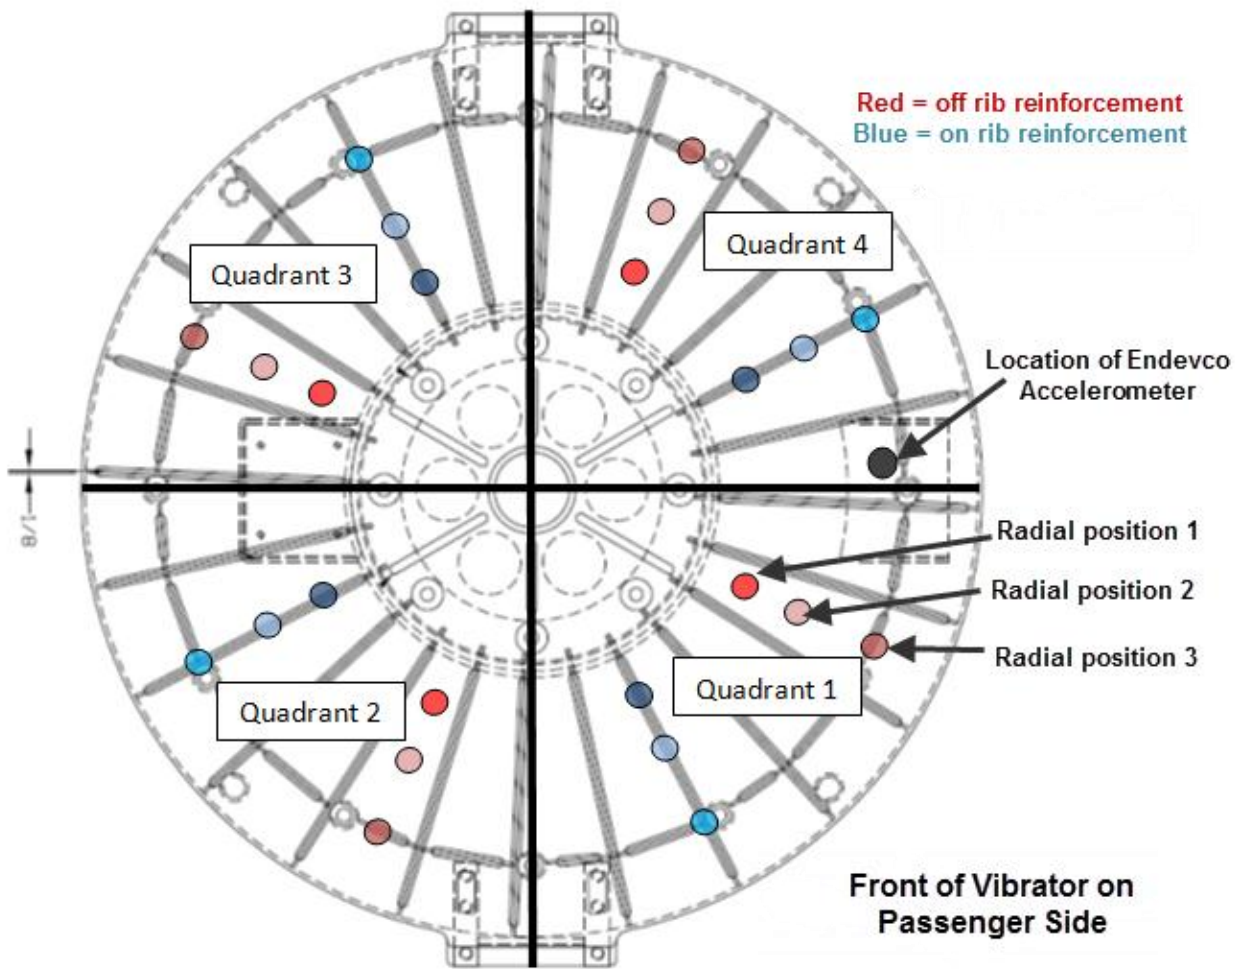 Red = off rib reinforcement
Blue = on rib reinforcement
Quadrant 4
Quadrant 3
Location of Endevco
Accelerometer
1/8
Radial position 1
Radial position 2
Radial position 3
Quadrant 1
Quadrant 2
Front of Vibrator on
Passenger Side